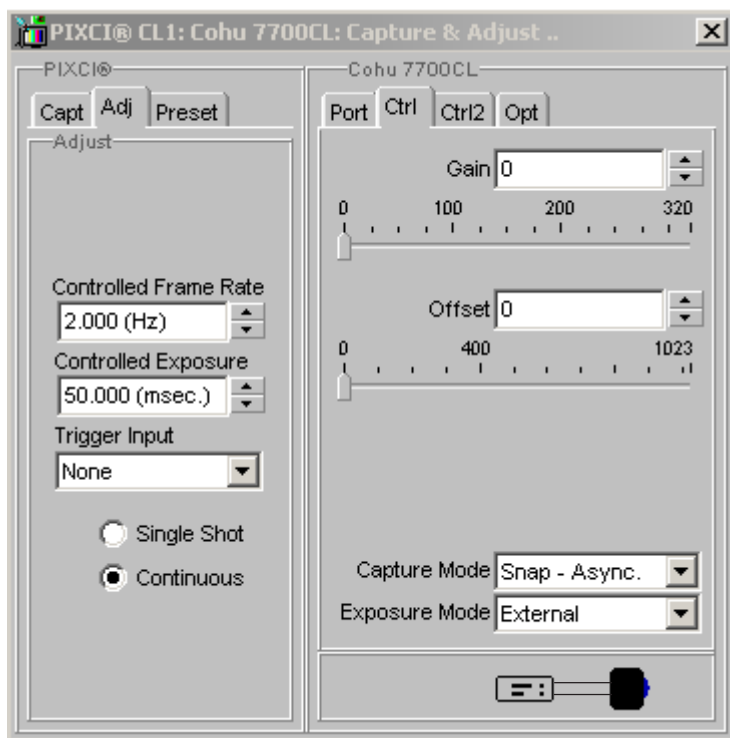 PIXCI® CL1: Cohu 7700CL: Capture & Adjust ..
PIXCI®
Capt Adj Preset
Adjust
Controlled Frame Rate
2.000 (Hz)
Controlled Exposure
50.000 (msec.)
Trigger Input
None
Single Shot
Continuous
Cohu 7700CL
Port Ctrl Ctrl2 Opt
Gain 0
0 100 200 320
Offset 0
0 400 1023
Capture Mode Snap - Async.
Exposure Mode External